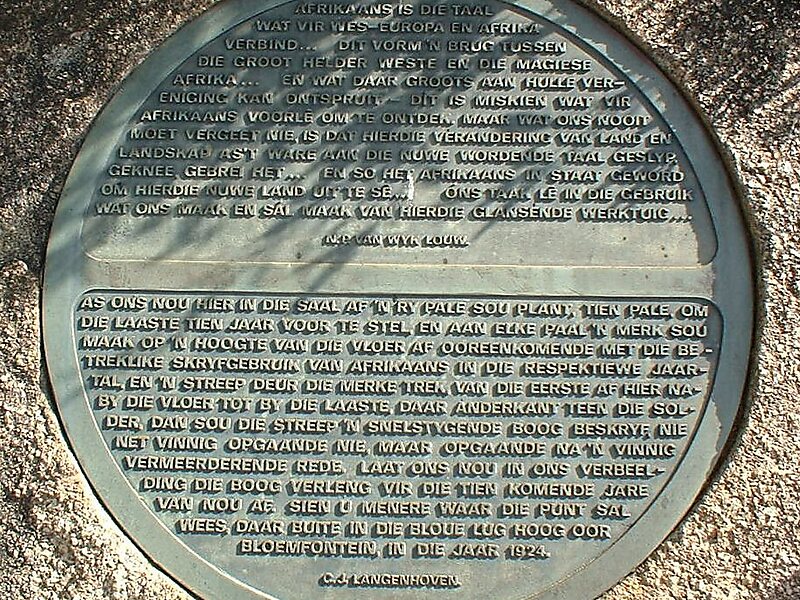 AFRIKAANS IS DIE TAAL
WAT VIR WES-EUROPA EN AFRIKA
VERBIND... DIT VORM 'N BRUG TUSSEN
DIE GROOT HELDER WESTE EN DIE MAGIESE
AFRIKA... EN WAT DAAR GROOTS AAN HULLE VER-
ENIGING KAN ONTSPRUIT – DIT IS MISKIEN WAT VIR
AFRIKAANS VOORLÊ OM TE ONTDEK. MAAR WAT ONS NOOIT
MOET VERGEET NIE, IS DAT HIERDIE VERANDERING VAN LAND EN
LANDSKAP AS'T WARE AAN DIE NUWE WORDENDE TAAL GESLYP,
GEKNEE, GEBREI HET... EN SO HET AFRIKAANS IN STAAT GEWORD
OM HIERDIE NUWE LAND UIT TE SÊ... ONS TAAK LÊ IN DIE GEBRUIK
WAT ONS MAAK EN SAL MAAK VAN HIERDIE GLANSENDE WERKTUIG...
N.P. VAN WYK LOUW.
AS ONS NOU HIER IN DIE SAAL AF 'N RY PALE SOU PLANT, TIEN PALE, OM
DIE LAASTE TIEN JAAR VOOR TE STEL, EN AAN ELKE PAAL 'N MERK SOU
MAAK OP 'N HOOGTE VAN DIE VLOER AF OOREENKOMENDE MET DIE BE-
TREKLIKE SKRYFGEBRUIK VAN AFRIKAANS IN DIE RESPEKTIEWE JAAR-
TAL, EN 'N STREEP DEUR DIE MERKE TREK VAN DIE EERSTE AF HIER NA-
BY DIE VLOER TOT BY DIE LAASTE, DAAR ANDERKANT TEEN DIE SOL-
DER, DAN SOU DIE STREEP 'N SNELSTYGENDE BOOG BESKRYF, NIE
NET VINNIG OPGAANDE NIE, MAAR OPGAANDE NA 'N VINNIG
VERMEERDERENDE REDE. LAAT ONS NOU IN ONS VERBEEL-
DING DIE BOOG VERLENG VIR DIE TIEN KOMENDE JARE
VAN NOU AF. SIEN U MENERE WAAR DIE PUNT SAL
WEES, DAAR BUITE IN DIE BLOUE LUG HOOG OOR
BLOEMFONTEIN, IN DIE JAAR 1924.
C.J. LANGENHOVEN.